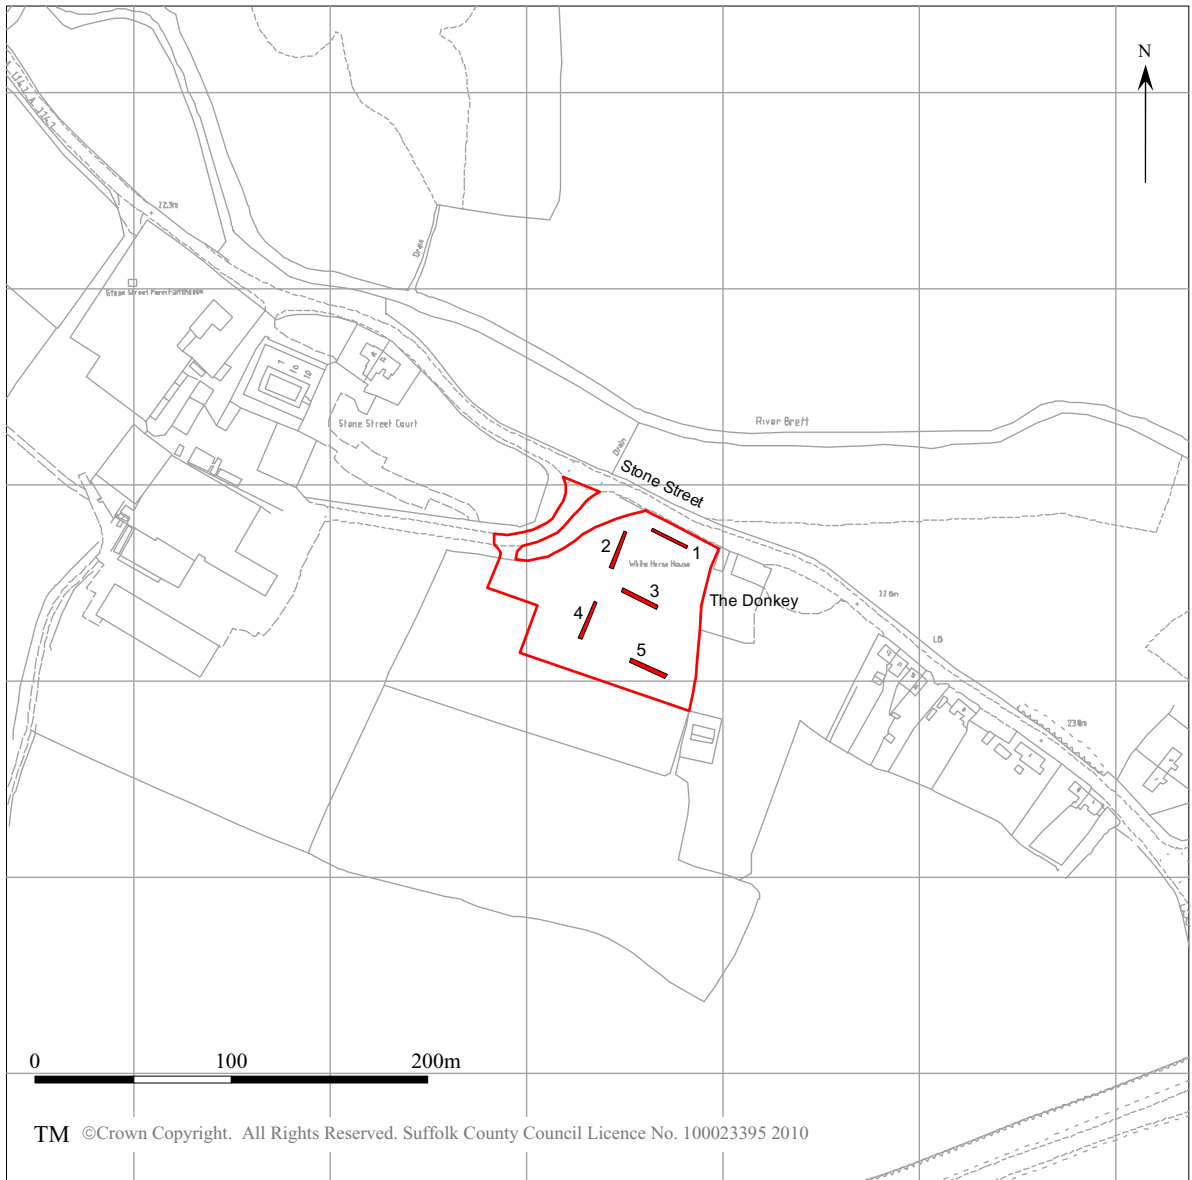 N
22.3m
Drain
Stone Street Farm Farmhouse
Stone Street Court
River Brett
Drain
Stone Street
1
2
White Horse House
3
The Donkey
4
5
22.6m
LB
23.0m
0 100 200m
TM ©Crown Copyright. All Rights Reserved. Suffolk County Council Licence No. 100023395 2010